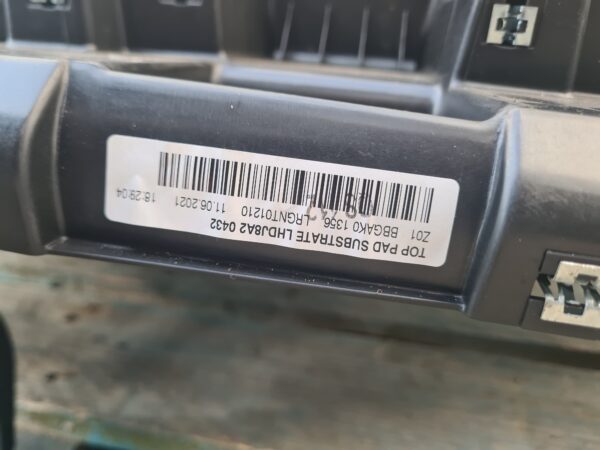 TOP PAD SUBSTRATE LHDJ8A2 0432
Z01 BBGAK0 1356 LRGNT01210 11.06.2021 18:29:04